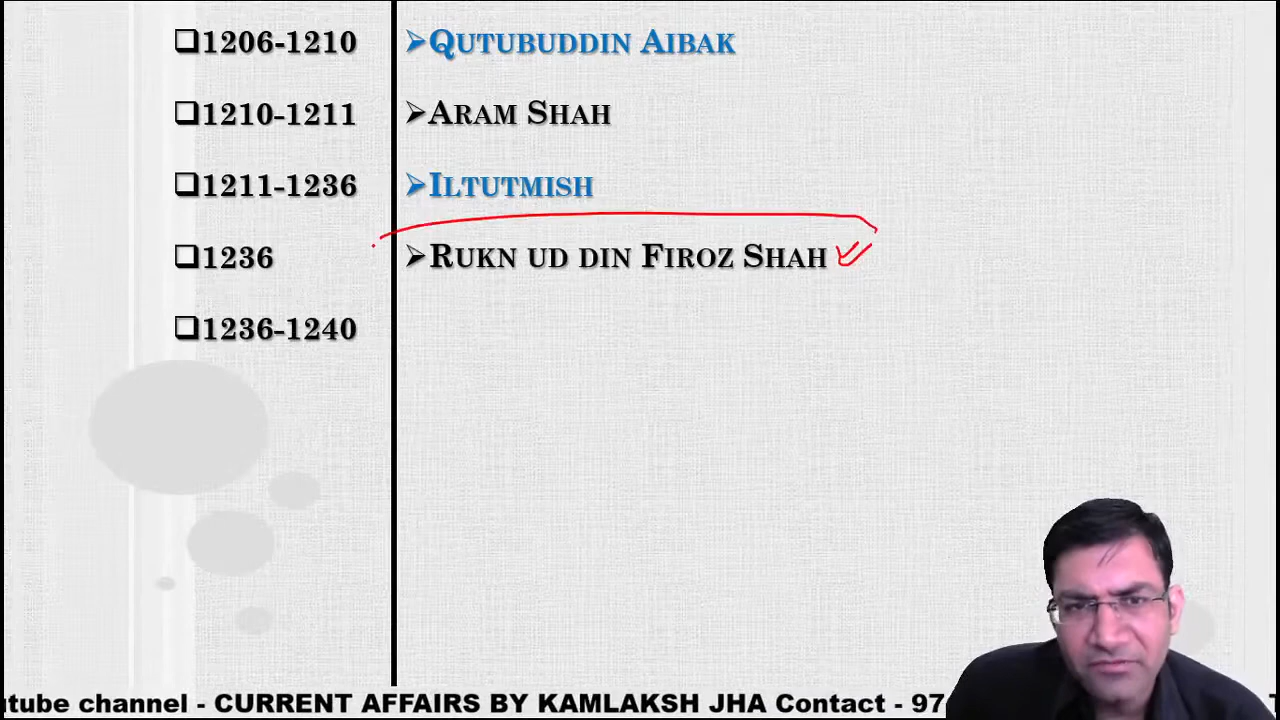 ❑1206-1210 ➢QUTUBUDDIN AIBAK
❑1210-1211 ➢ARAM SHAH
❑1211-1236 ➢ILTUTMISH
❑1236 ➢RUKN UD DIN FIROZ SHAH
❑1236-1240
utube channel - CURRENT AFFAIRS BY KAMLAKSH JHA Contact - 97